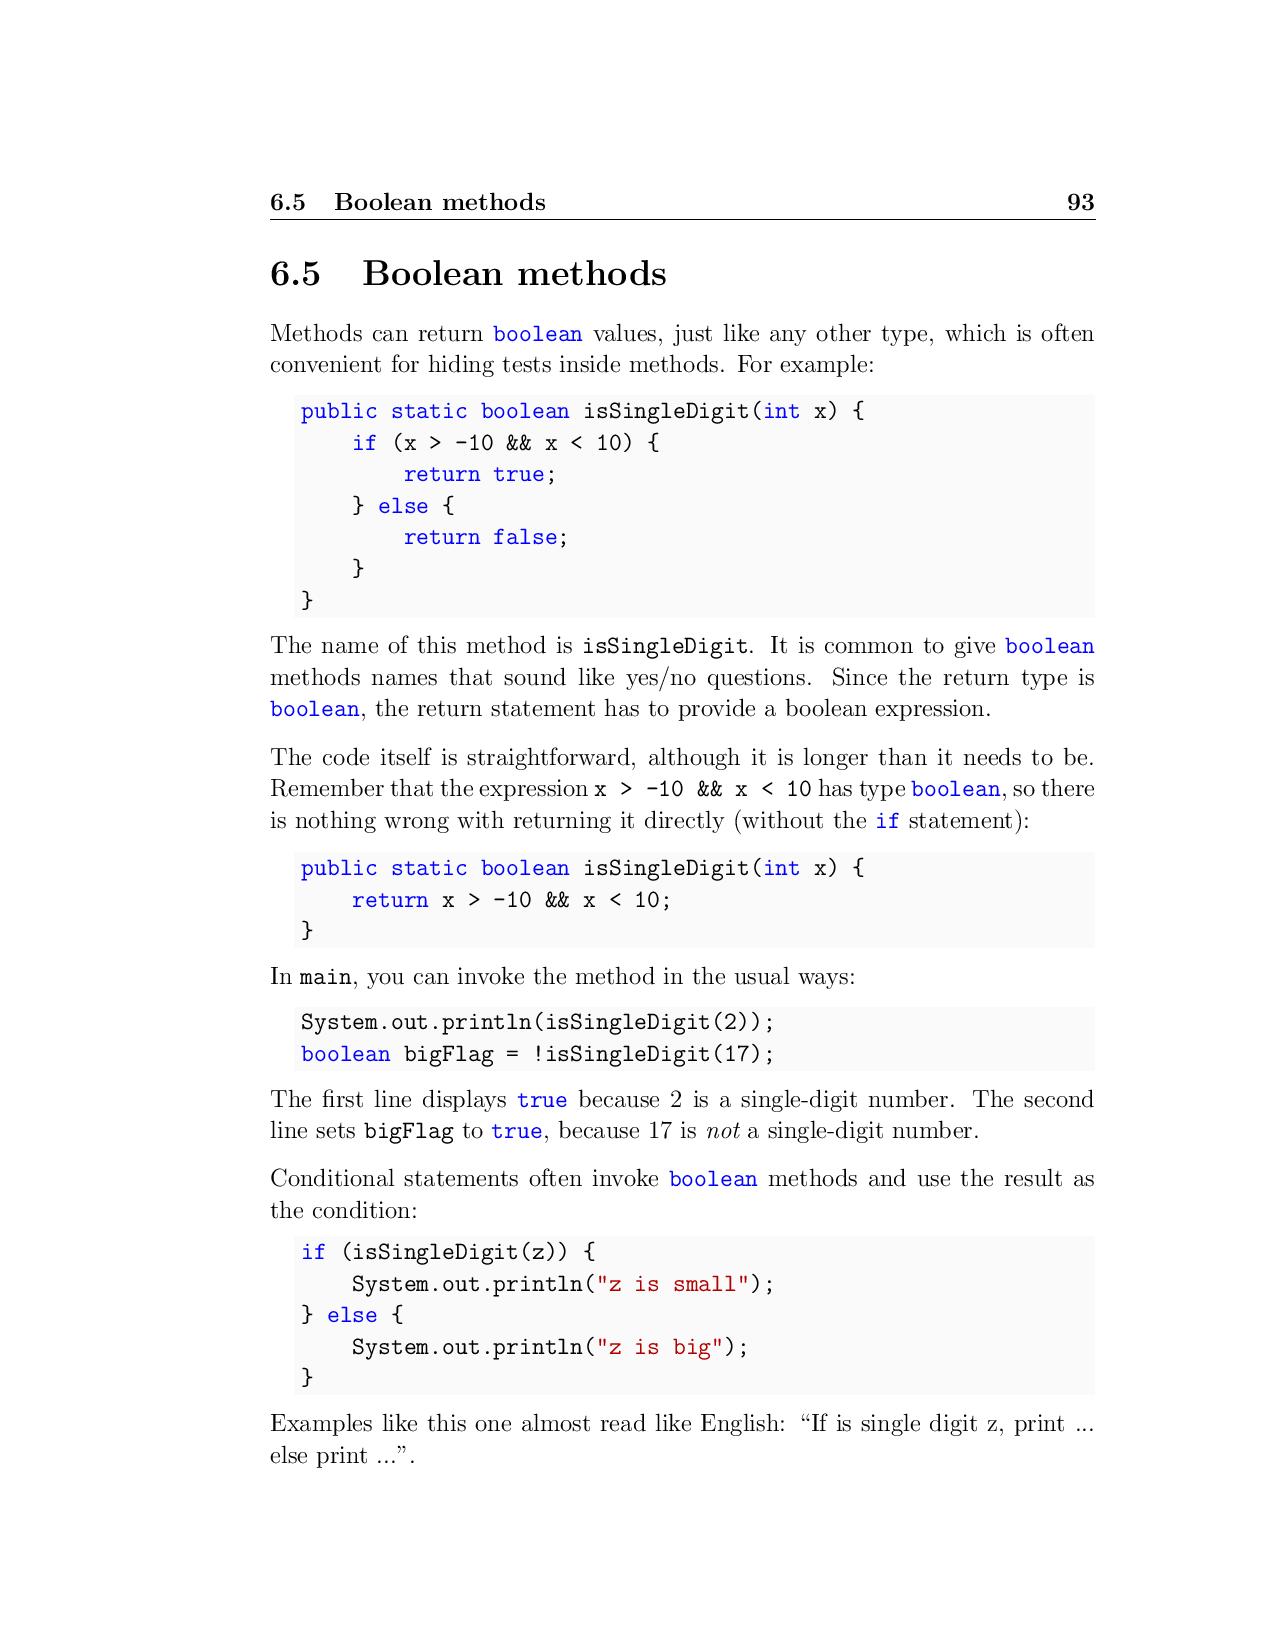 6.5 Boolean methods 93
6.5 Boolean methods
Methods can return boolean values, just like any other type, which is often
convenient for hiding tests inside methods. For example:
public static boolean isSingleDigit(int x) {
    if (x > -10 && x < 10) {
        return true;
    } else {
        return false;
    }
}
The name of this method is isSingleDigit. It is common to give boolean
methods names that sound like yes/no questions. Since the return type is
boolean, the return statement has to provide a boolean expression.
The code itself is straightforward, although it is longer than it needs to be.
Remember that the expression x > -10 && x < 10 has type boolean, so there
is nothing wrong with returning it directly (without the if statement):
public static boolean isSingleDigit(int x) {
    return x > -10 && x < 10;
}
In main, you can invoke the method in the usual ways:
System.out.println(isSingleDigit(2));
boolean bigFlag = !isSingleDigit(17);
The first line displays true because 2 is a single-digit number. The second
line sets bigFlag to true, because 17 is not a single-digit number.
Conditional statements often invoke boolean methods and use the result as
the condition:
if (isSingleDigit(z)) {
    System.out.println("z is small");
} else {
    System.out.println("z is big");
}
Examples like this one almost read like English: “If is single digit z, print ...
else print ...”.